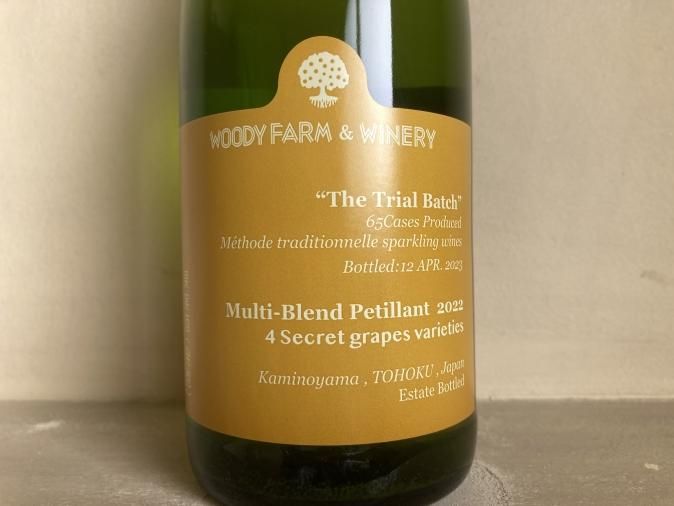 WOODY FARM & WINERY
“The Trial Batch”
65Cases Produced
Méthode traditionnelle sparkling wines
Bottled:12 APR. 2023
Multi-Blend Petillant 2022
4 Secret grapes varieties
Kaminoyama , TOHOKU , Japan
Estate Bottled